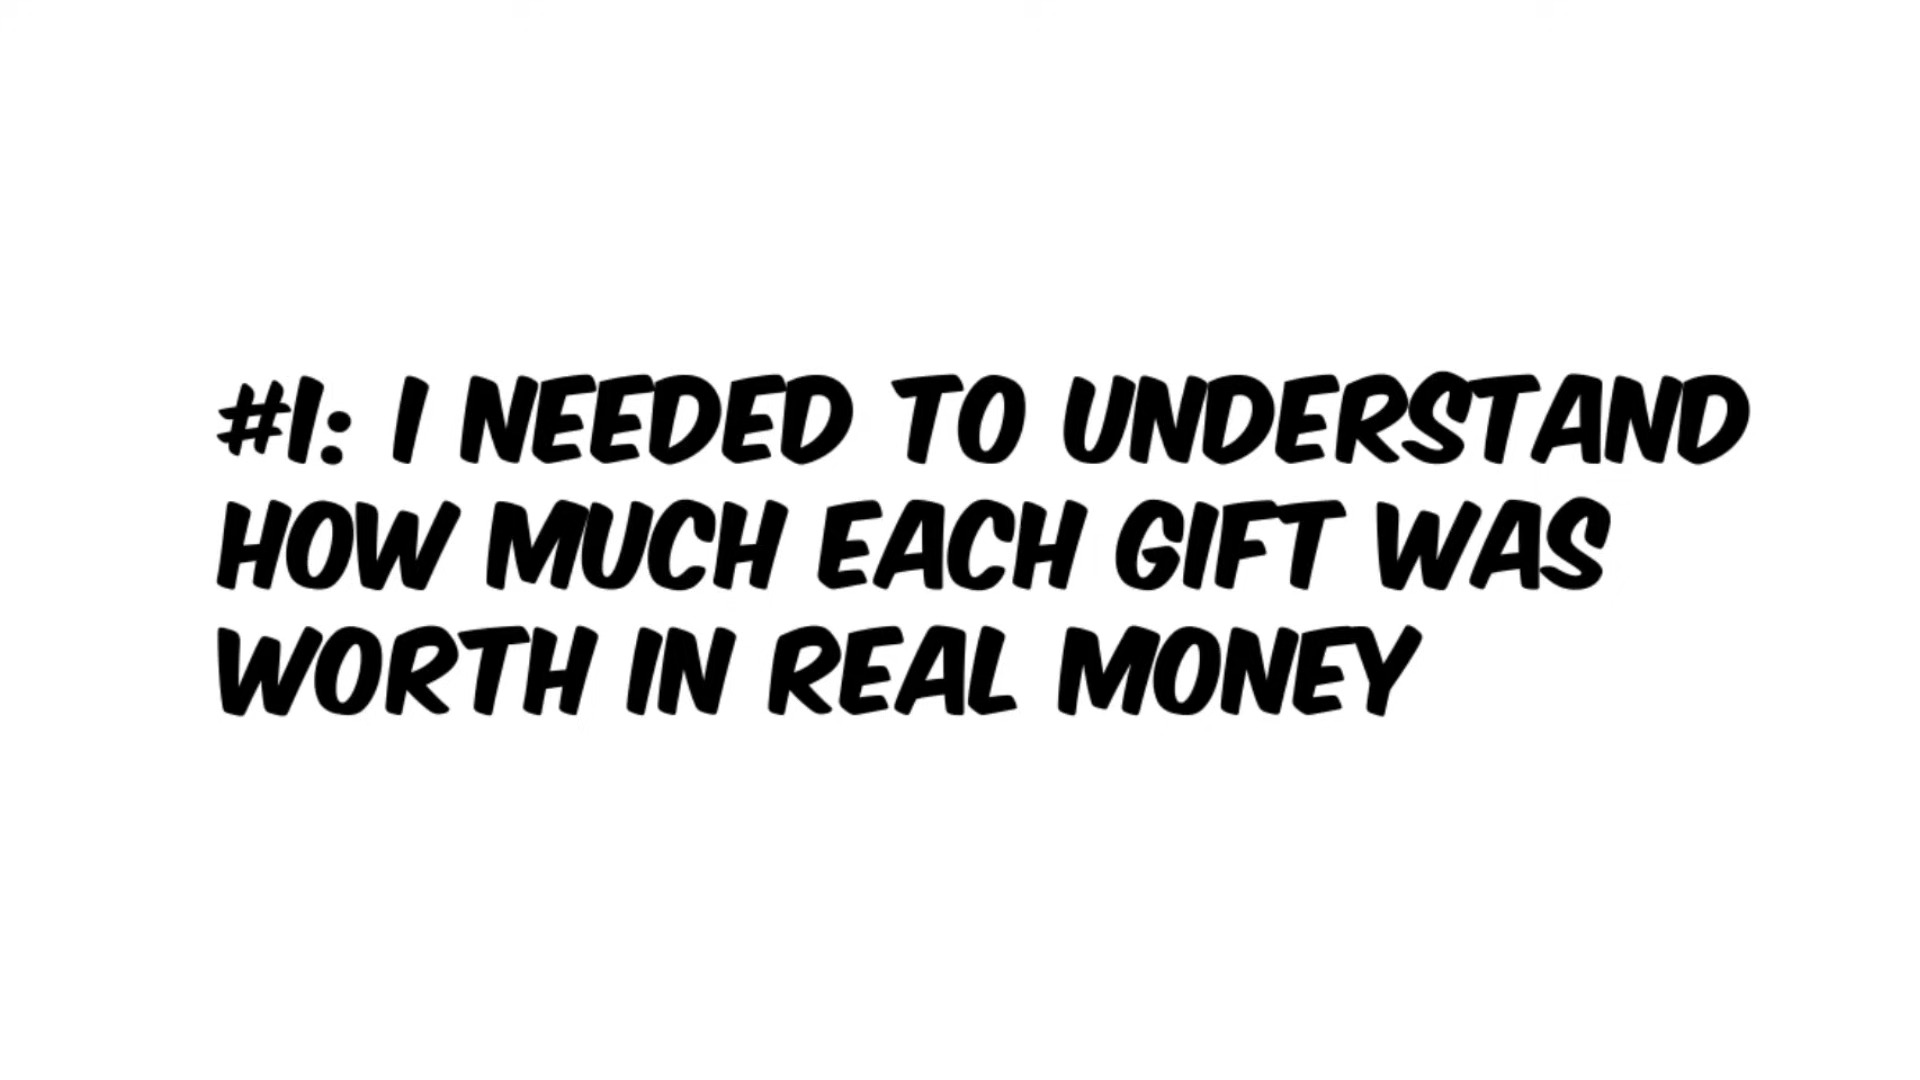 #1: I NEEDED TO UNDERSTAND
HOW MUCH EACH GIFT WAS
WORTH IN REAL MONEY